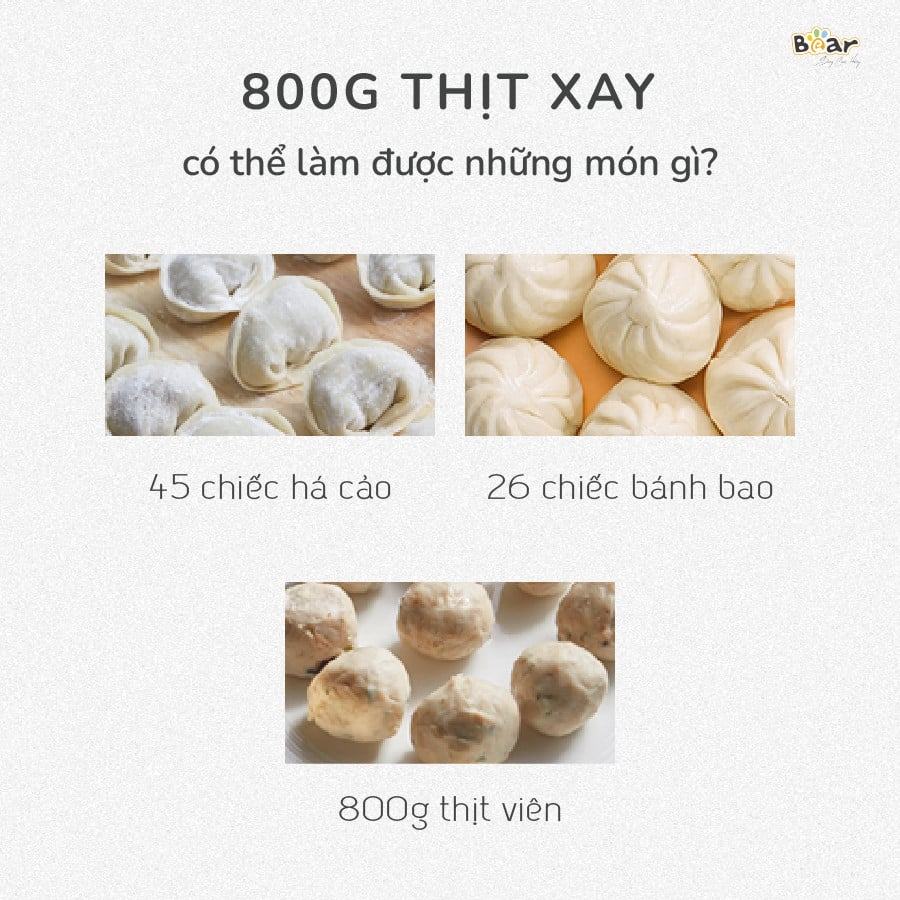 Bear
800G THỊT XAY
có thể làm được những món gì?
45 chiếc há cảo
26 chiếc bánh bao
800g thịt viên